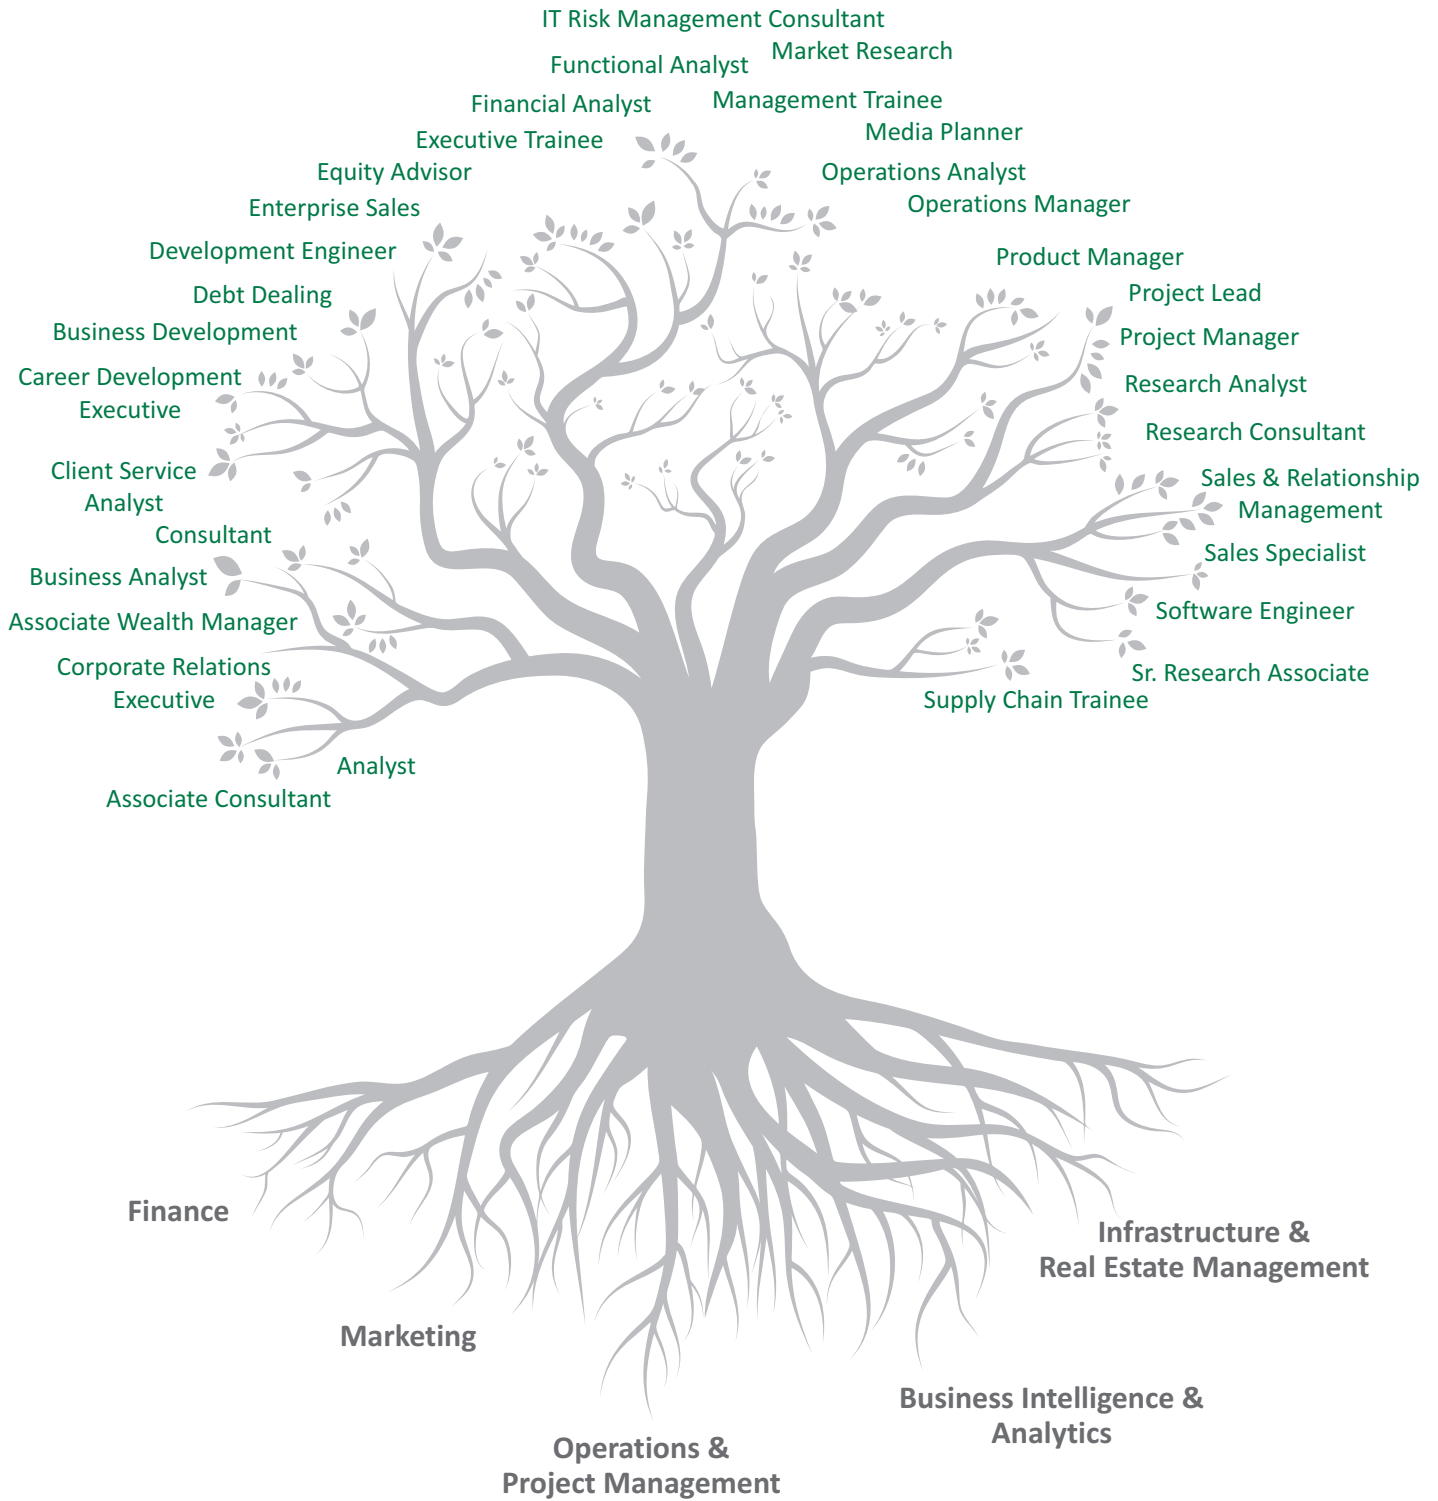 IT Risk Management Consultant
Market Research
Functional Analyst
Management Trainee
Financial Analyst
Media Planner
Executive Trainee
Equity Advisor
Operations Analyst
Enterprise Sales
Operations Manager
Development Engineer
Product Manager
Debt Dealing
Project Lead
Business Development
Project Manager
Career Development
Executive
Research Analyst
Research Consultant
Client Service
Analyst
Sales & Relationship
Management
Consultant
Sales Specialist
Business Analyst
Software Engineer
Associate Wealth Manager
Corporate Relations
Executive
Sr. Research Associate
Supply Chain Trainee
Analyst
Associate Consultant
Finance
Infrastructure &
Real Estate Management
Marketing
Business Intelligence &
Analytics
Operations &
Project Management